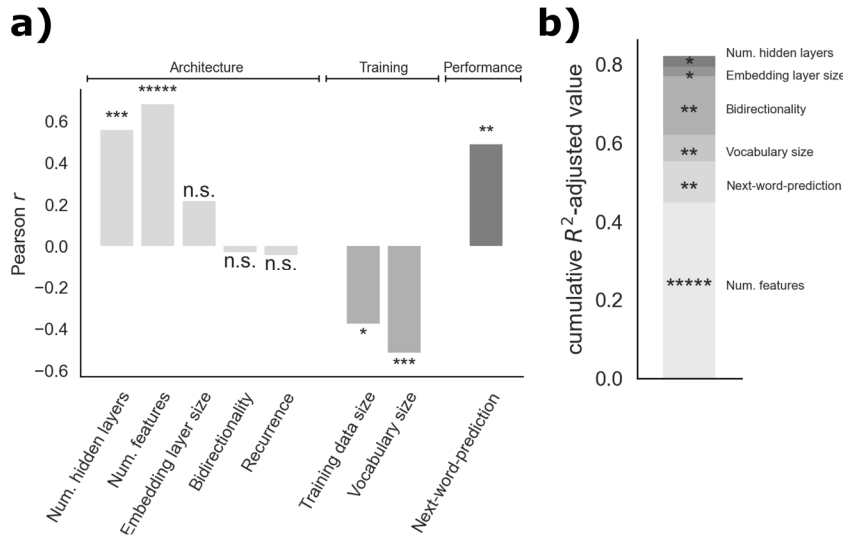 a)
Architecture
Training
Performance
Pearson r
0.6
0.4
0.2
0.0
−0.2
−0.4
−0.6
***
*****
n.s.
n.s.
n.s.
*
***
**
Num. hidden layers
Num. features
Embedding layer size
Bidirectionality
Recurrence
Training data size
Vocabulary size
Next-word-prediction
b)
cumulative R²-adjusted value
0.8
0.6
0.4
0.2
0.0
* Num. hidden layers
* Embedding layer size
** Bidirectionality
** Vocabulary size
** Next-word-prediction
***** Num. features